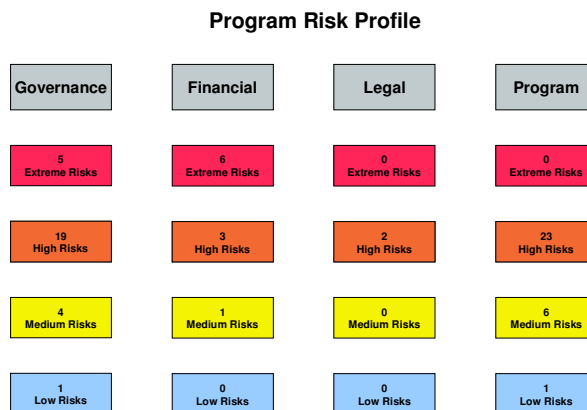 Program Risk Profile
Governance Financial Legal Program
5 6 0 0
Extreme Risks Extreme Risks Extreme Risks Extreme Risks
19 3 2 23
High Risks High Risks High Risks High Risks
4 1 0 6
Medium Risks Medium Risks Medium Risks Medium Risks
1 0 0 1
Low Risks Low Risks Low Risks Low Risks